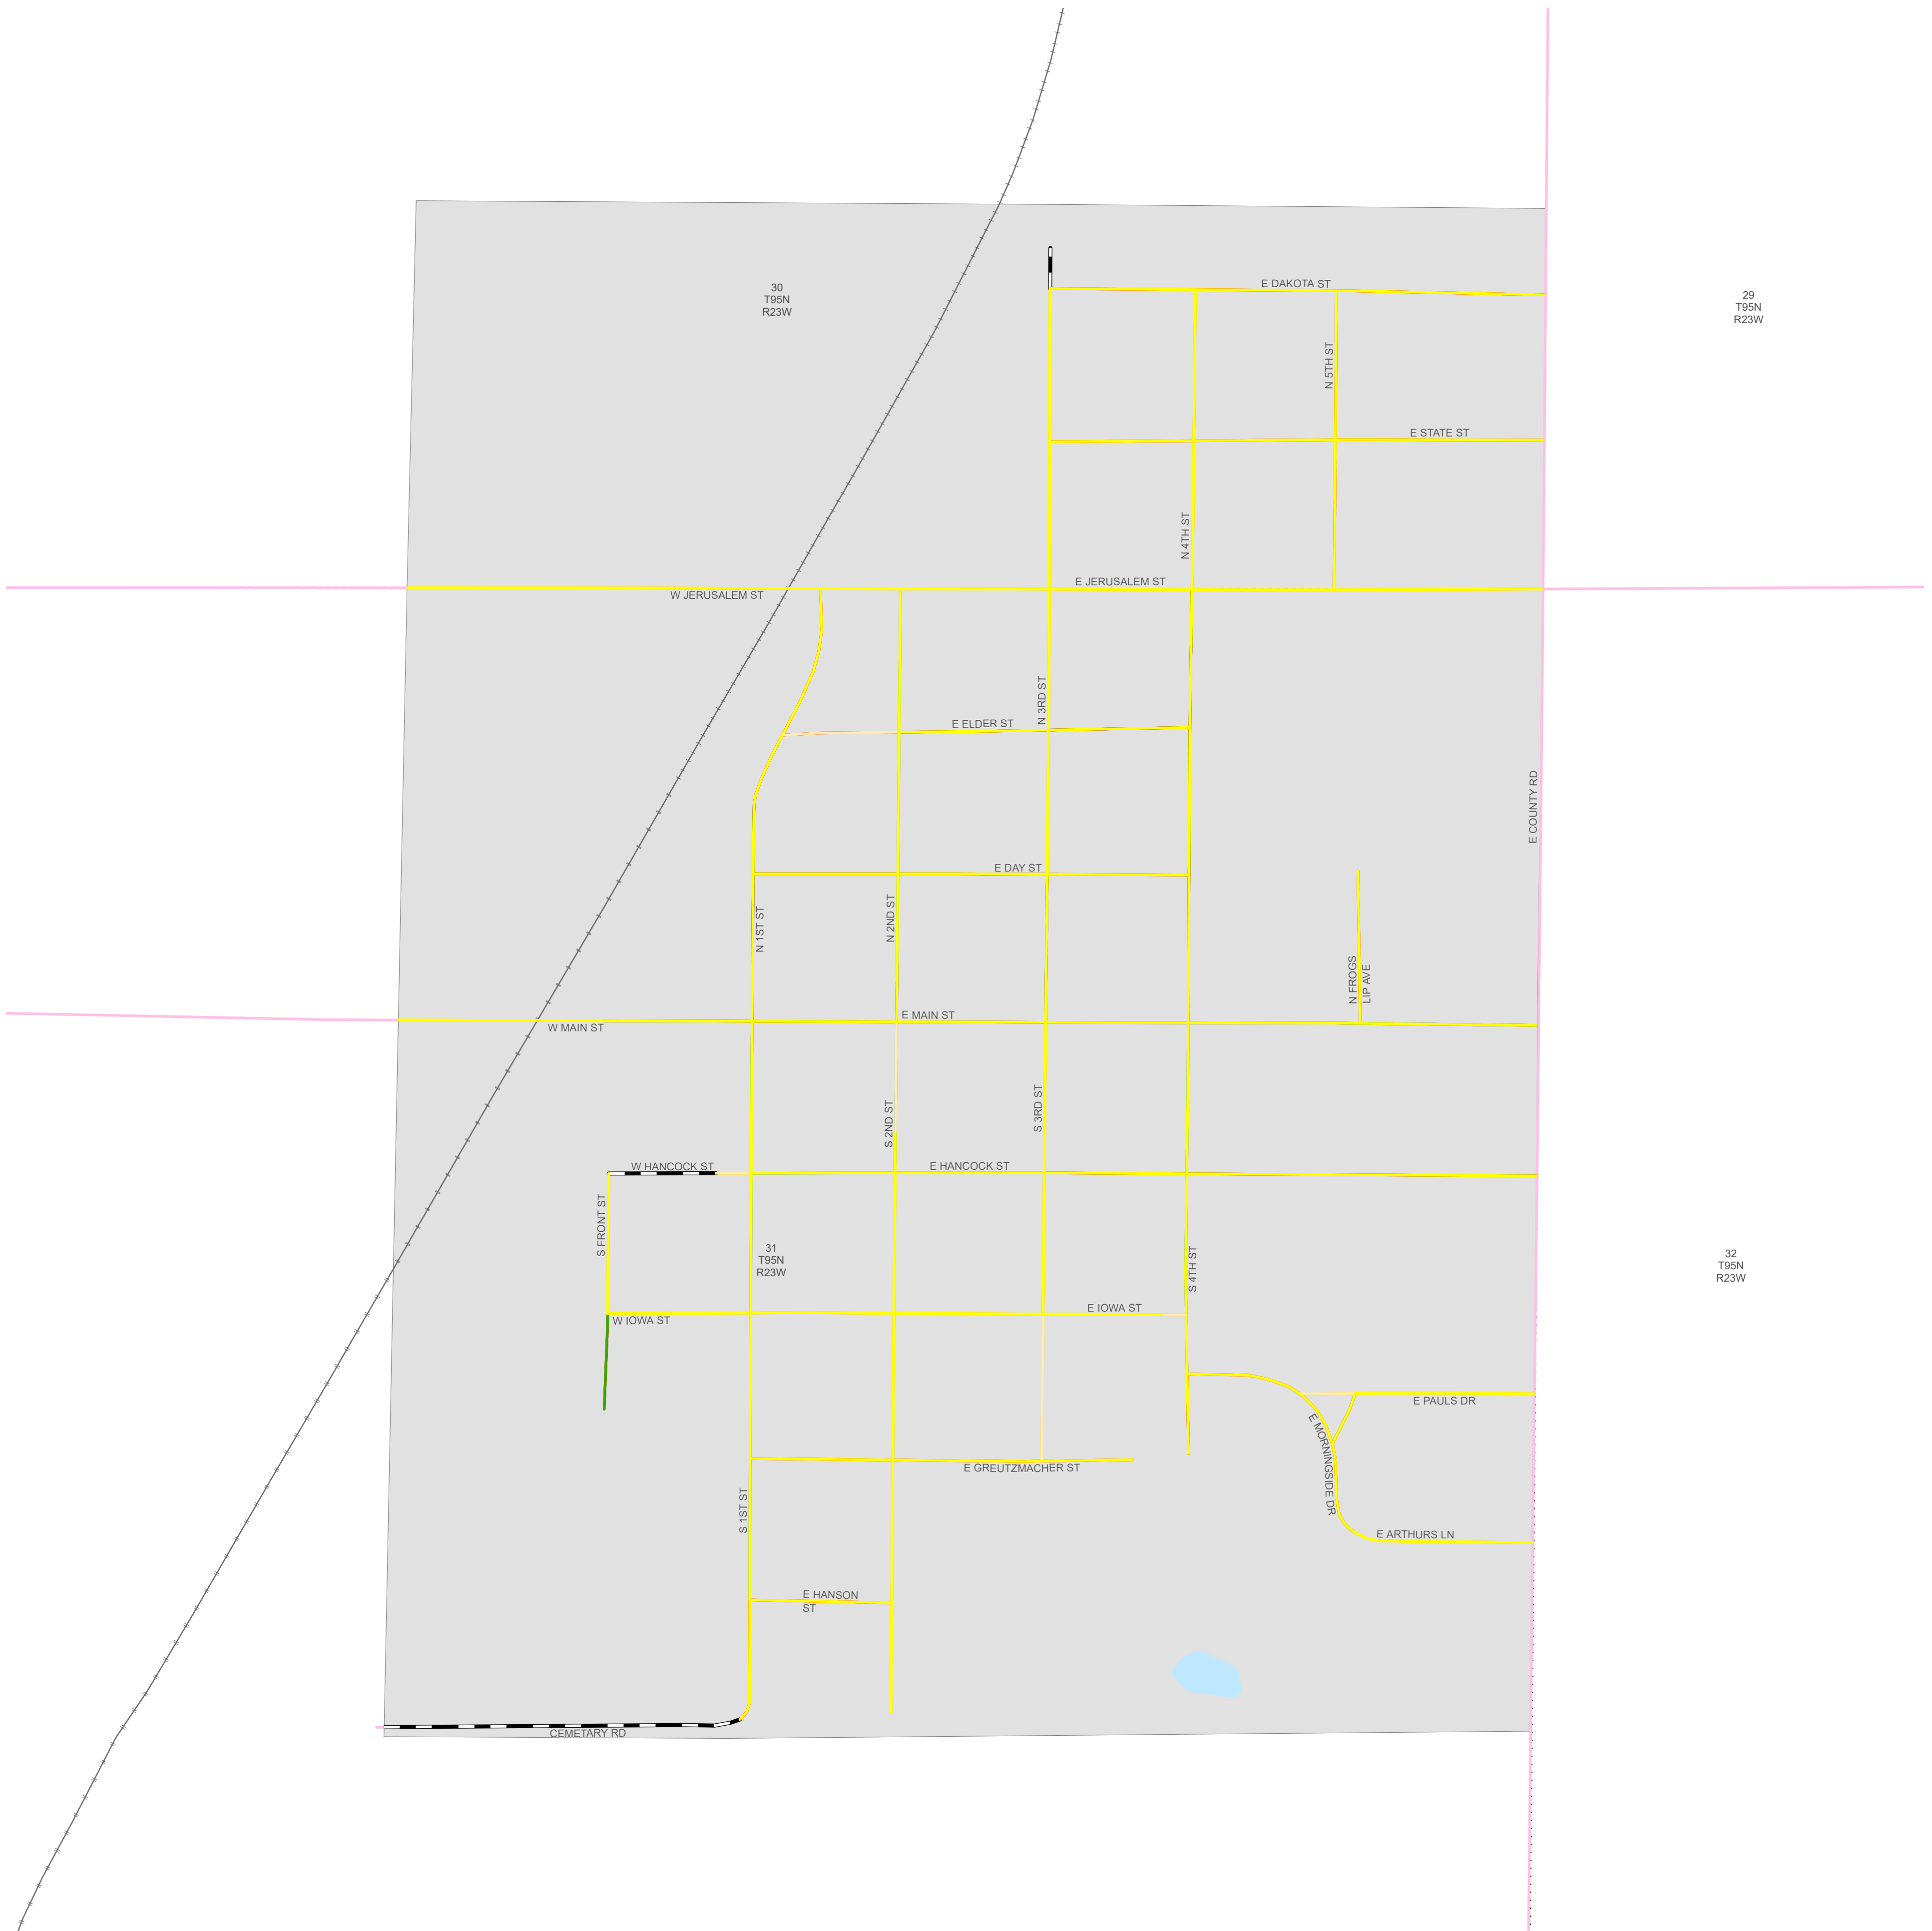 E DAKOTA ST
30
T95N
R23W
29
T95N
R23W
N 5TH ST
E STATE ST
N 4TH ST
E JERUSALEM ST
W JERUSALEM ST
N 3RD ST
E ELDER ST
E COUNTY RD
E DAY ST
N 1ST ST
N 2ND ST
N FROGS
LIP AVE
E MAIN ST
W MAIN ST
S 2ND ST
S 3RD ST
W HANCOCK ST
E HANCOCK ST
S FRONT ST
31
T95N
R23W
S 4TH ST
32
T95N
R23W
E IOWA ST
W IOWA ST
E PAULS DR
E MORNINGSIDE DR
E GREUTZMACHER ST
S 1ST ST
E ARTHURS LN
E HANSON
ST
CEMETARY RD